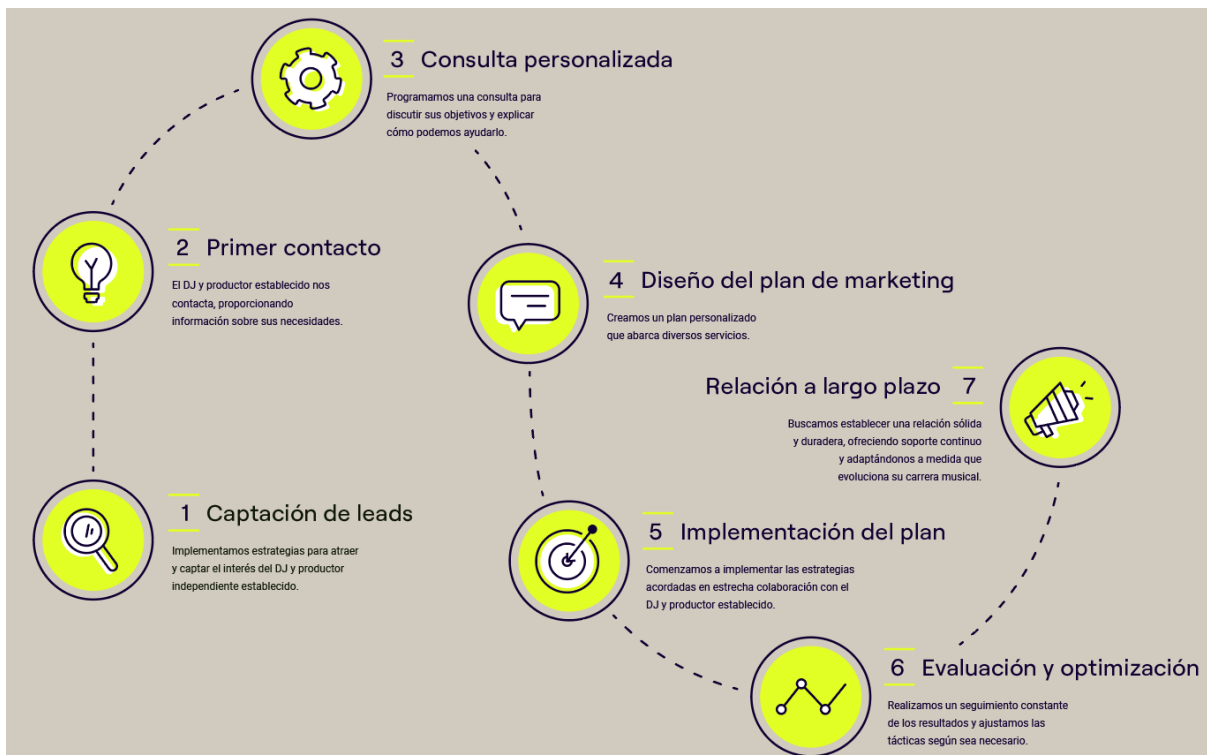 1 Captación de leads
Implementamos estrategias para atraer
y captar el interés del DJ y productor
independiente establecido.
2 Primer contacto
El DJ y productor establecido nos
contacta, proporcionando
información sobre sus necesidades.
3 Consulta personalizada
Programamos una consulta para
discutir sus objetivos y explicar
cómo podemos ayudarlo.
4 Diseño del plan de marketing
Creamos un plan personalizado
que abarca diversos servicios.
5 Implementación del plan
Comenzamos a implementar las estrategias
acordadas en estrecha colaboración con el
DJ y productor establecido.
6 Evaluación y optimización
Realizamos un seguimiento constante
de los resultados y ajustamos las
tácticas según sea necesario.
Relación a largo plazo 7
Buscamos establecer una relación sólida
y duradera, ofreciendo soporte continuo
y adaptándonos a medida que
evoluciona su carrera musical.